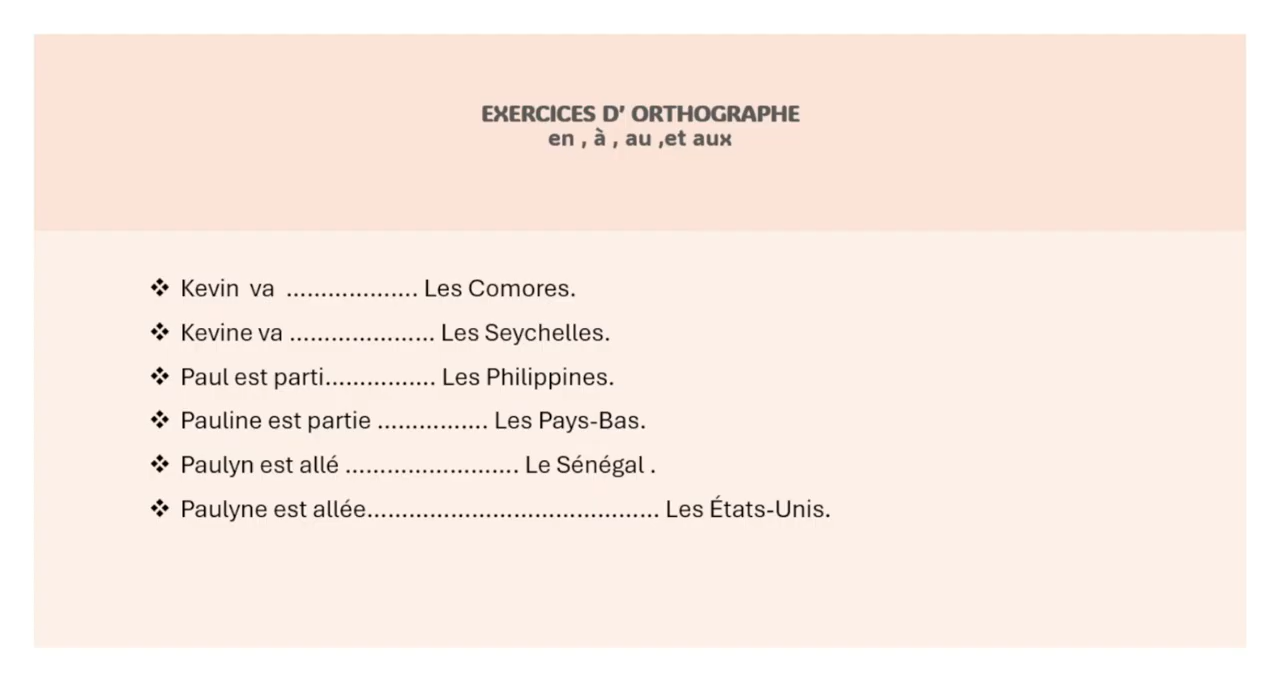 EXERCICES D' ORTHOGRAPHE
en , à , au ,et aux
❖ Kevin  va  ................... Les Comores.
❖ Kevine va ..................... Les Seychelles.
❖ Paul est parti................ Les Philippines.
❖ Pauline est partie ................ Les Pays-Bas.
❖ Paulyn est allé ......................... Le Sénégal .
❖ Paulyne est allée.......................................... Les États-Unis.